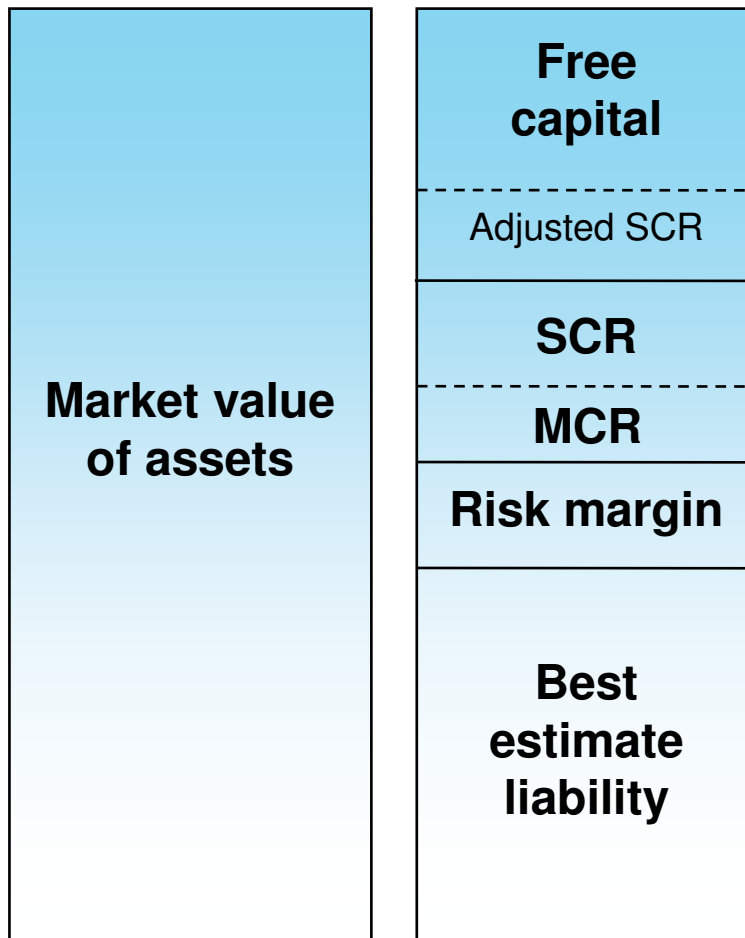 Market value
of assets
Free
capital
Adjusted SCR
SCR
MCR
Risk margin
Best
estimate
liability